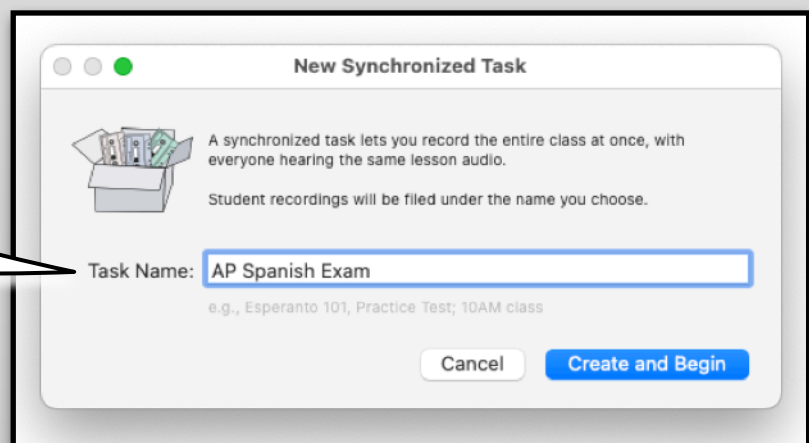 New Synchronized Task
A synchronized task lets you record the entire class at once, with
everyone hearing the same lesson audio.
Student recordings will be filed under the name you choose.
Task Name: AP Spanish Exam
e.g., Esperanto 101, Practice Test; 10AM class
Cancel Create and Begin